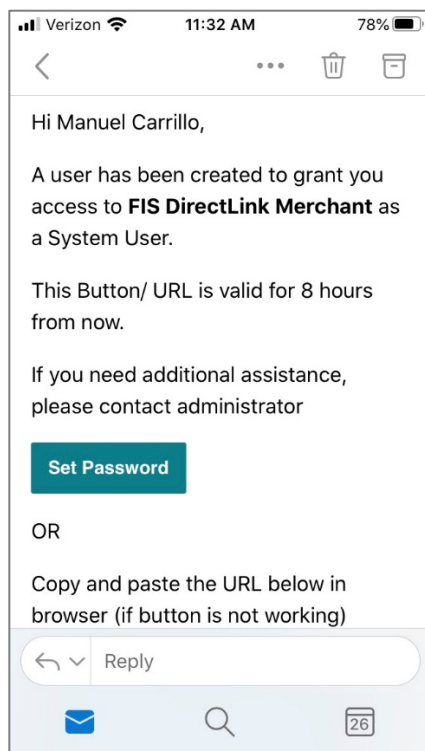 Verizon 11:32 AM 78%
Hi Manuel Carrillo,
A user has been created to grant you
access to FIS DirectLink Merchant as
a System User.
This Button/ URL is valid for 8 hours
from now.
If you need additional assistance,
please contact administrator
Set Password
OR
Copy and paste the URL below in
browser (if button is not working)
Reply
26